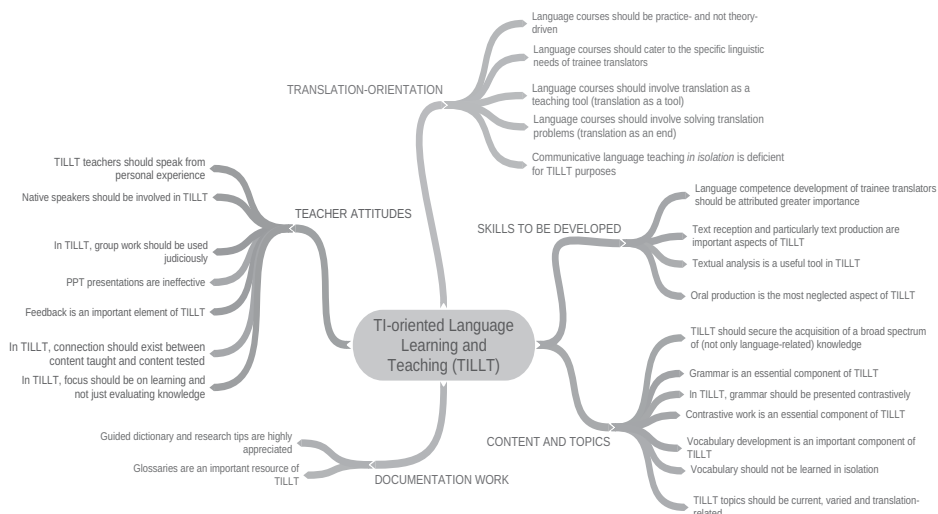 Language courses should be practice- and not theory-
driven
Language courses should cater to the specific linguistic
needs of trainee translators
TRANSLATION-ORIENTATION
Language courses should involve translation as a
teaching tool (translation as a tool)
Language courses should involve solving translation
problems (translation as an end)
Communicative language teaching in isolation is deficient
for TILLT purposes
TILLT teachers should speak from
personal experience
Native speakers should be involved in TILLT
TEACHER ATTITUDES
In TILLT, group work should be used
judiciously
PPT presentations are ineffective
Feedback is an important element of TILLT
In TILLT, connection should exist between
content taught and content tested
In TILLT, focus should be on learning and
not just evaluating knowledge
Language competence development of trainee translators
should be attributed greater importance
SKILLS TO BE DEVELOPED
Text reception and particularly text production are
important aspects of TILLT
Textual analysis is a useful tool in TILLT
Oral production is the most neglected aspect of TILLT
TI-oriented Language
Learning and
Teaching (TILLT)
TILLT should secure the acquisition of a broad spectrum
of (not only language-related) knowledge
Grammar is an essential component of TILLT
In TILLT, grammar should be presented contrastively
Contrastive work is an essential component of TILLT
CONTENT AND TOPICS
Vocabulary development is an important component of
TILLT
Vocabulary should not be learned in isolation
TILLT topics should be current, varied and translation-
related
Guided dictionary and research tips are highly
appreciated
Glossaries are an important resource of
TILLT
DOCUMENTATION WORK